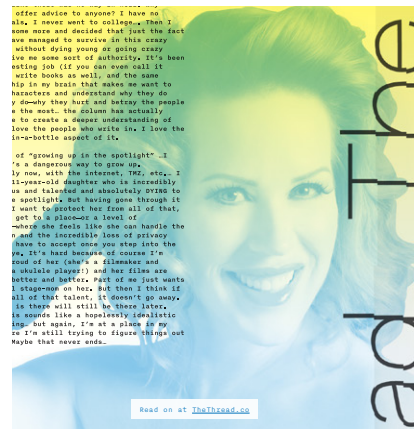 offer advice to anyone? I have no
als. I never went to college… Then I
some more and decided that just the fact
ave managed to survive in this crazy
without dying young or going crazy
ive me some sort of authority. It's been
esting job (if you can even call it
write books as well, and the same
hip in my brain that makes me want to
haracters and understand why they do
y do—why they hurt and betray the people
e the most… the column has actually
e to create a deeper understanding of
love the people who write in. I love the
in-a-bottle aspect of it.
of "growing up in the spotlight" …I
's a dangerous way to grow up.
ly now, with the internet, TMZ, etc… I
11-year-old daughter who is incredibly
us and talented and absolutely DYING to
e spotlight. But having gone through it
I want to protect her from all of that,
get to a place—or a level of
—where she feels like she can handle the
n and the incredible loss of privacy
have to accept once you step into the
ye. It's hard because of course I'm
roud of her (she's a filmmaker and
a ukulele player!) and her films are
better and better. Part of me just wants
l stage-mom on her. But then I think if
all of that talent, it doesn't go away.
is there will still be there later.
is sounds like a hopelessly idealistic
ing… but again, I'm at a place in my
re I'm still trying to figure things out
Maybe that never ends…
Read on at TheThread.co
ad The